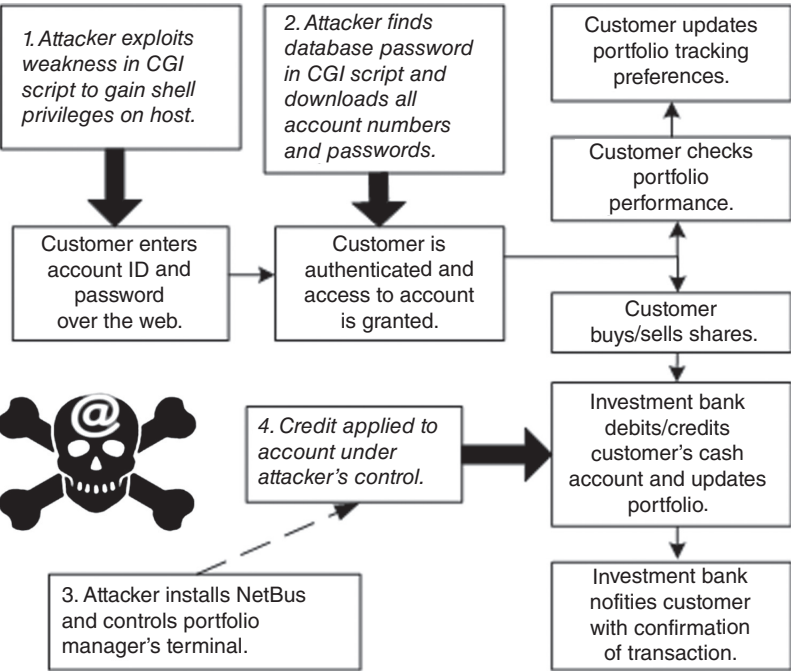 1. Attacker exploits
weakness in CGI
script to gain shell
privileges on host.
2. Attacker finds
database password
in CGI script and
downloads all
account numbers
and passwords.
Customer updates
portfolio tracking
preferences.
Customer checks
portfolio
performance.
Customer enters
account ID and
password
over the web.
Customer is
authenticated and
access to account
is granted.
Customer
buys/sells shares.
@
4. Credit applied to
account under
attacker's control.
Investment bank
debits/credits
customer's cash
account and updates
portfolio.
3. Attacker installs NetBus
and controls portfolio
manager's terminal.
Investment bank
nofities customer
with confirmation
of transaction.